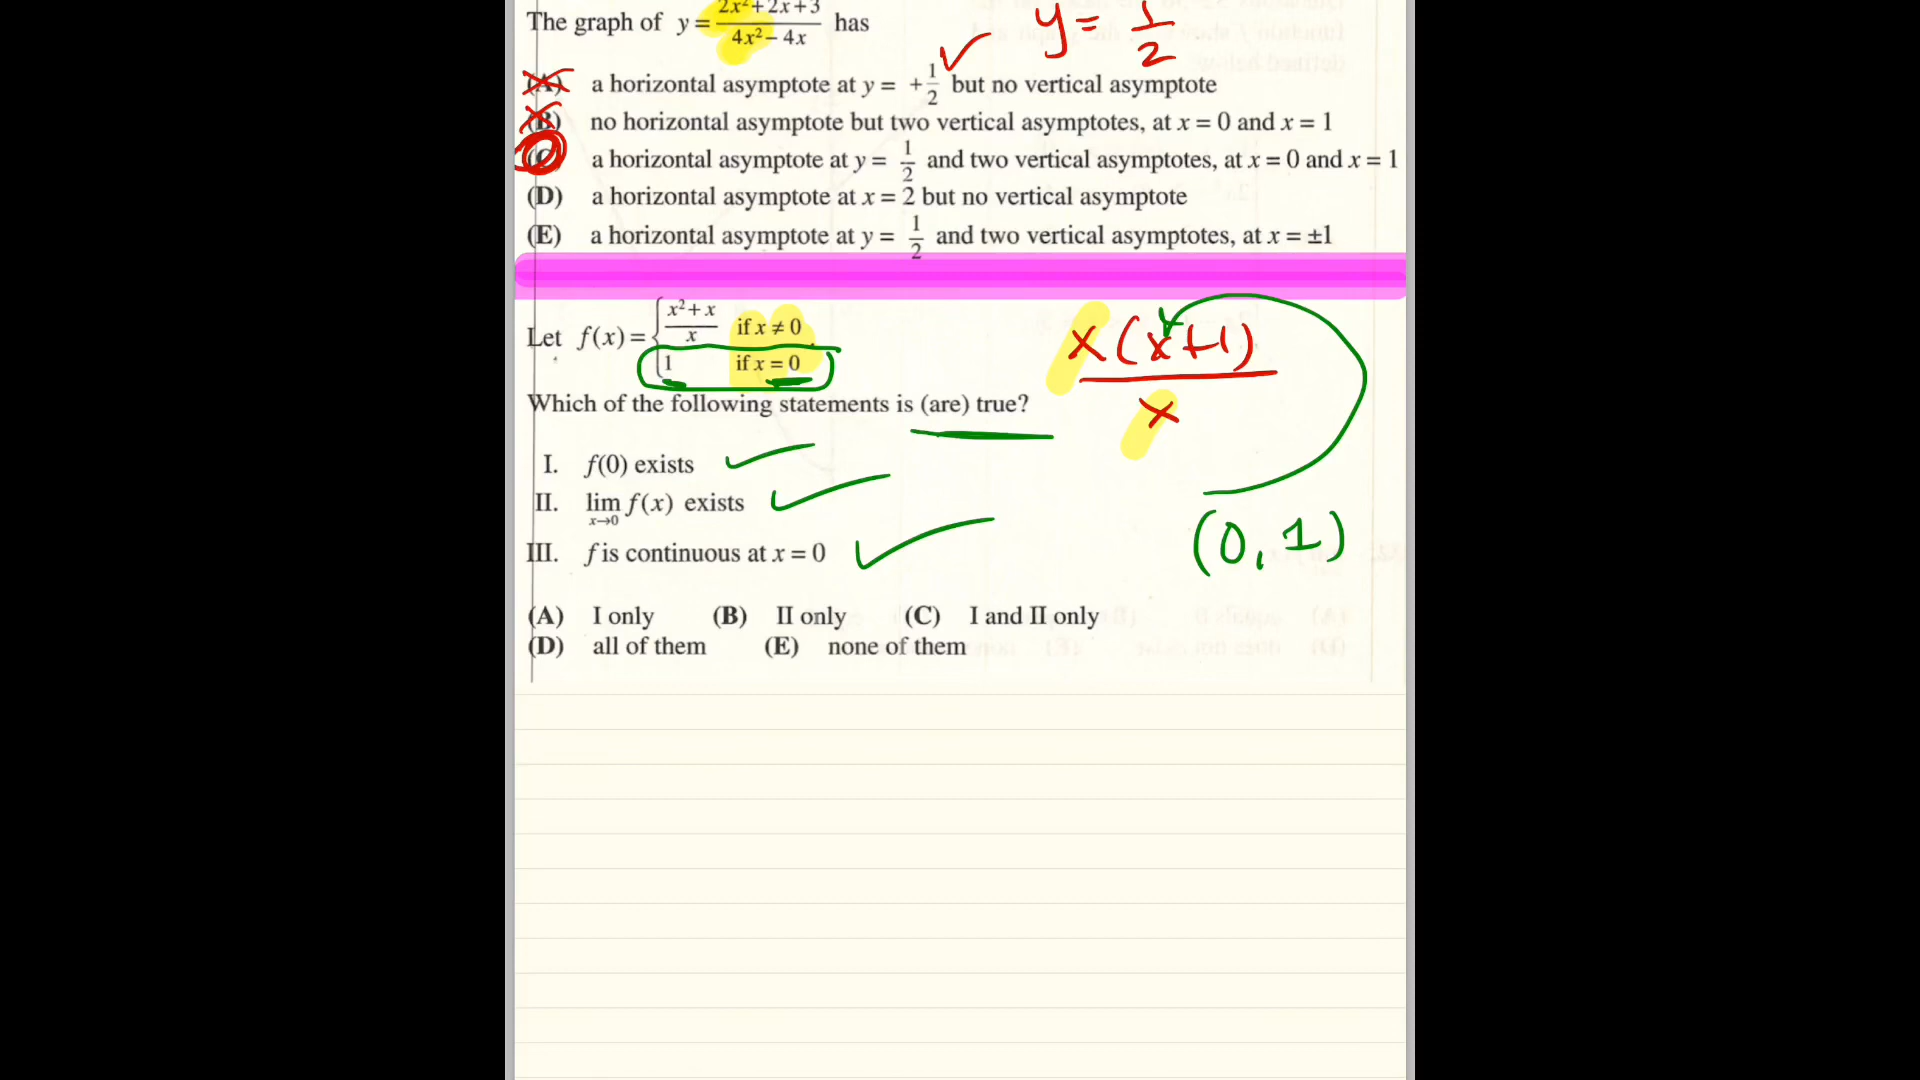 The graph of y = 2x² + 2x + 3 / 4x² − 4x has
y = 1/2
(A) a horizontal asymptote at y = + 1/2 but no vertical asymptote
(B) no horizontal asymptote but two vertical asymptotes, at x = 0 and x = 1
(C) a horizontal asymptote at y = 1/2 and two vertical asymptotes, at x = 0 and x = 1
(D) a horizontal asymptote at x = 2 but no vertical asymptote
(E) a horizontal asymptote at y = 1/2 and two vertical asymptotes, at x = ±1
Let f(x) = { x² + x / x if x ≠ 0
1 if x = 0
x(x+1) / x
Which of the following statements is (are) true?
I. f(0) exists
II. lim x→0 f(x) exists
III. f is continuous at x = 0
(0, 1)
(A) I only (B) II only (C) I and II only
(D) all of them (E) none of them